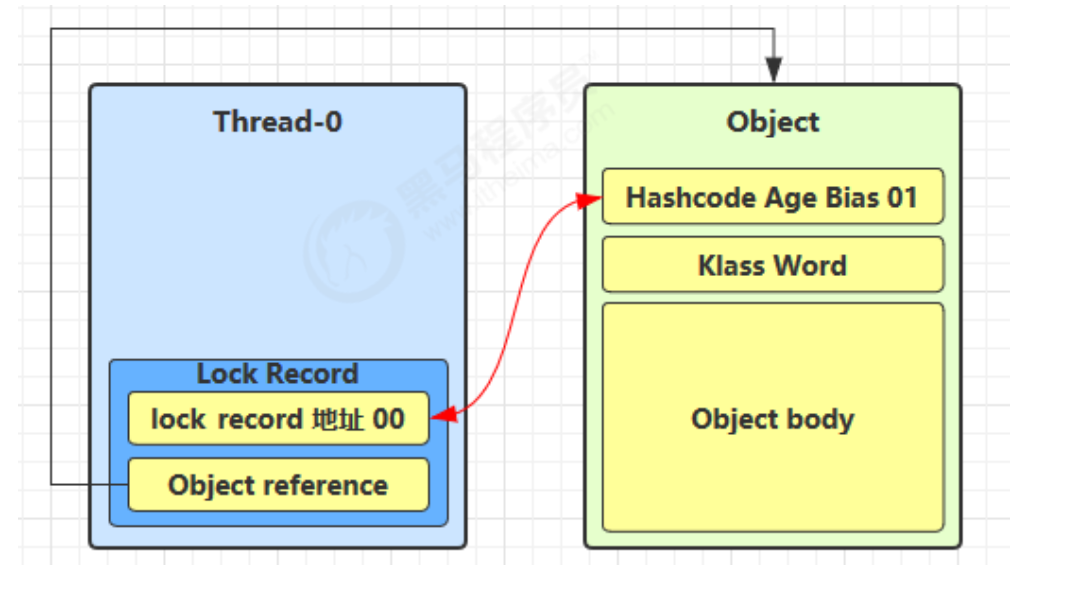 Thread-0
Lock Record
lock record 地址 00
Object reference
Object
Hashcode Age Bias 01
Klass Word
Object body
黑马程序员
www.itheima.com